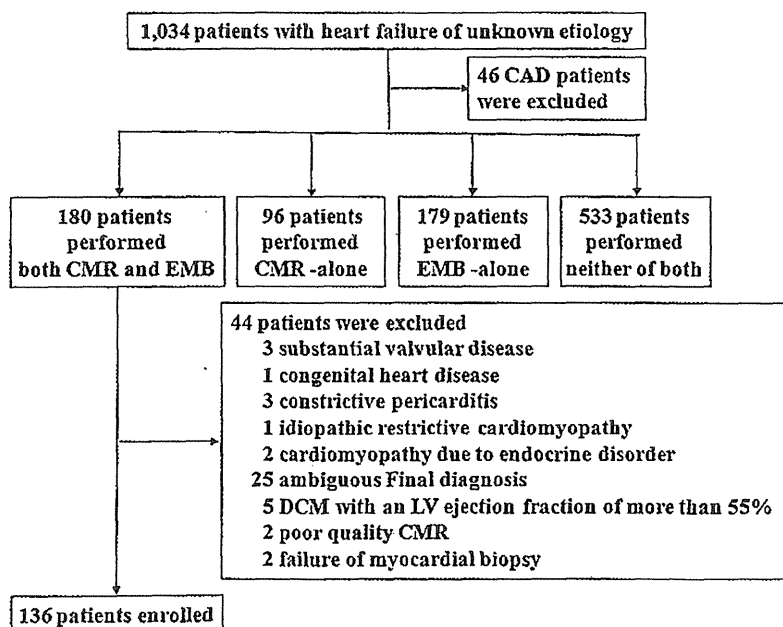 1,034 patients with heart failure of unknown etiology
46 CAD patients
were excluded
180 patients
performed
both CMR and EMB
96 patients
performed
CMR -alone
179 patients
performed
EMB -alone
533 patients
performed
neither of both
44 patients were excluded
3 substantial valvular disease
1 congenital heart disease
3 constrictive pericarditis
1 idiopathic restrictive cardiomyopathy
2 cardiomyopathy due to endocrine disorder
25 ambiguous Final diagnosis
5 DCM with an LV ejection fraction of more than 55%
2 poor quality CMR
2 failure of myocardial biopsy
136 patients enrolled